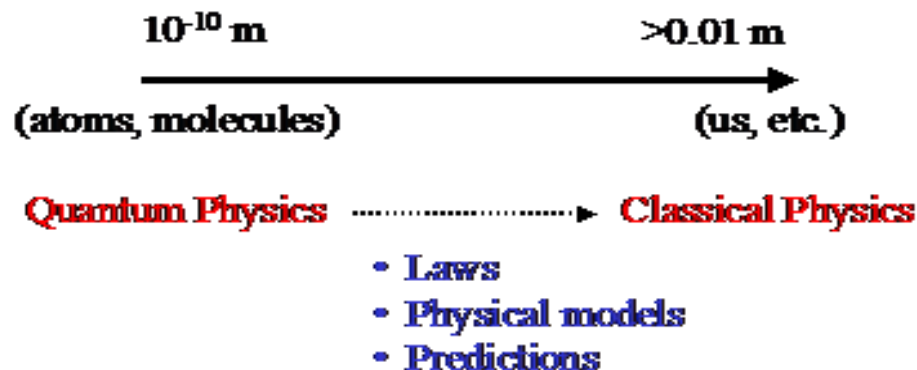 10⁻¹⁰ m >0.01 m
(atoms, molecules) (us, etc.)
Quantum Physics Classical Physics
• Laws
• Physical models
• Predictions